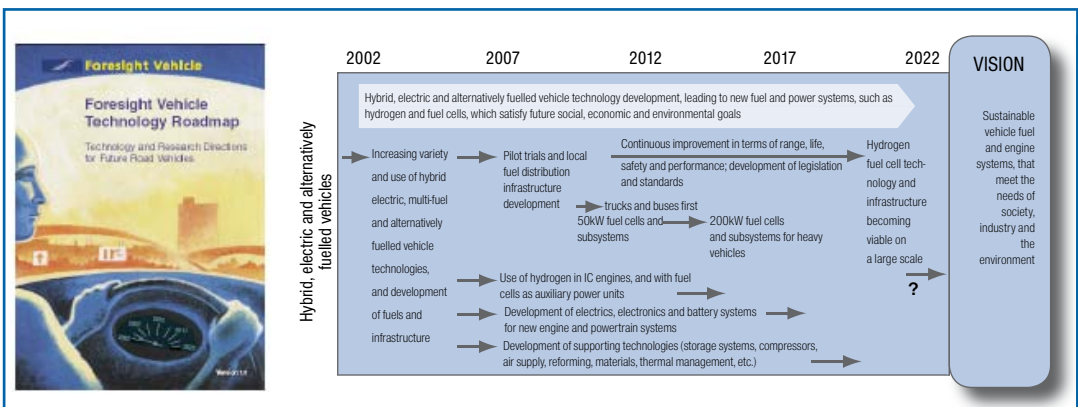 Foresight Vehicle
Foresight Vehicle
Technology Roadmap
Technology and Research Directions
for Future Road Vehicles
Version 1.0
2002 2007 2012 2017 2022
VISION
Hybrid, electric and alternatively
fuelled vehicles
Hybrid, electric and alternatively fuelled vehicle technology development, leading to new fuel and power systems, such as
hydrogen and fuel cells, which satisfy future social, economic and environmental goals
Increasing variety
and use of hybrid
electric, multi-fuel
and alternatively
fuelled vehicle
technologies,
and development
of fuels and
infrastructure
Pilot trials and local
fuel distribution
infrastructure
development
Continuous improvement in terms of range, life,
safety and performance; development of legislation
and standards
trucks and buses first
50kW fuel cells and
subsystems
200kW fuel cells
and subsystems for heavy
vehicles
Use of hydrogen in IC engines, and with fuel
cells as auxiliary power units
Development of electrics, electronics and battery systems
for new engine and powertrain systems
Development of supporting technologies (storage systems, compressors,
air supply, reforming, materials, thermal management, etc.)
Hydrogen
fuel cell tech-
nology and
infrastructure
becoming
viable on
a large scale
?
Sustainable
vehicle fuel
and engine
systems, that
meet the
needs of
society,
industry and
the
environment